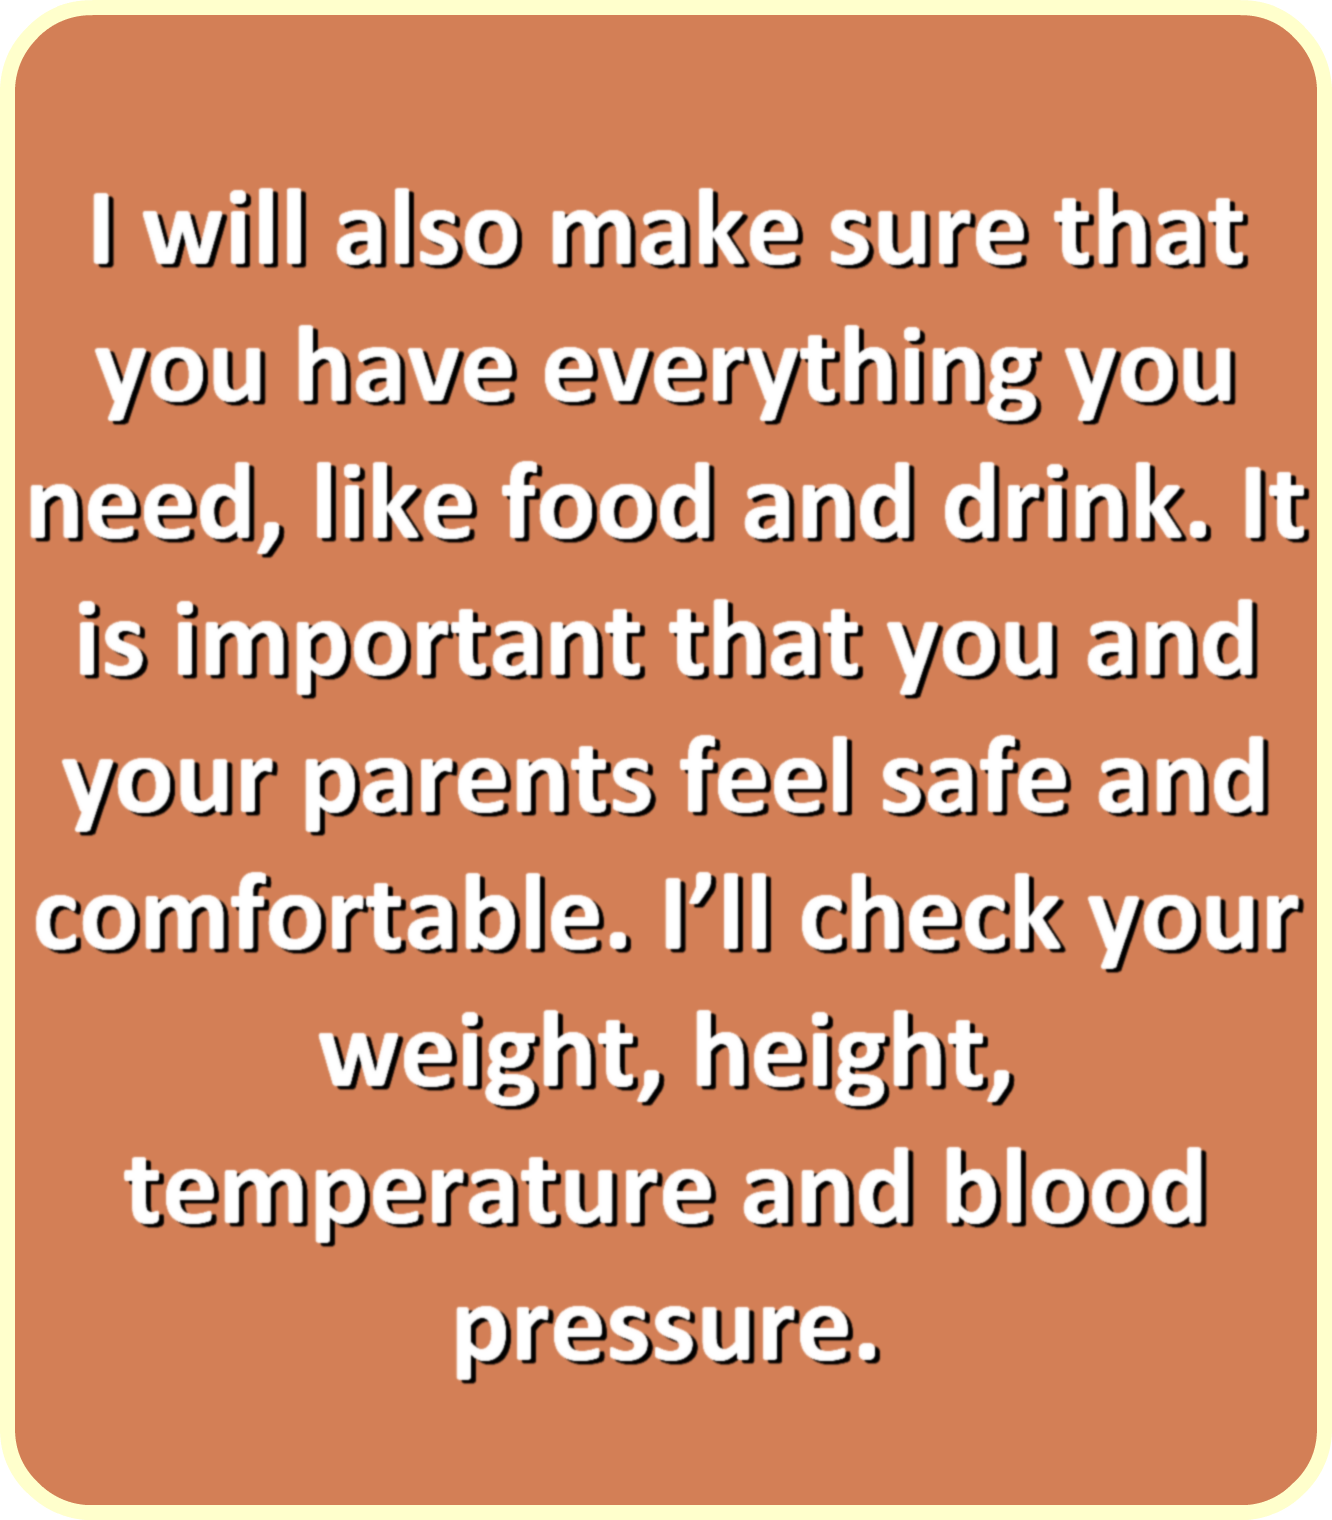 I will also make sure that
you have everything you
need, like food and drink. It
is important that you and
your parents feel safe and
comfortable. I’ll check your
weight, height,
temperature and blood
pressure.